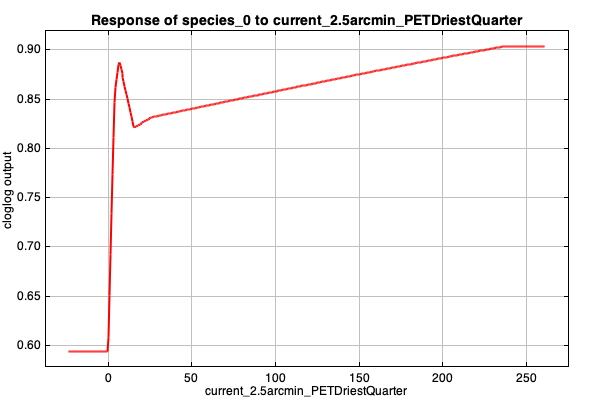 Response of species_0 to current_2.5arcmin_PETDriestQuarter
0.90
0.85
0.80
0.75
0.70
0.65
0.60
cloglog output
0 50 100 150 200 250
current_2.5arcmin_PETDriestQuarter